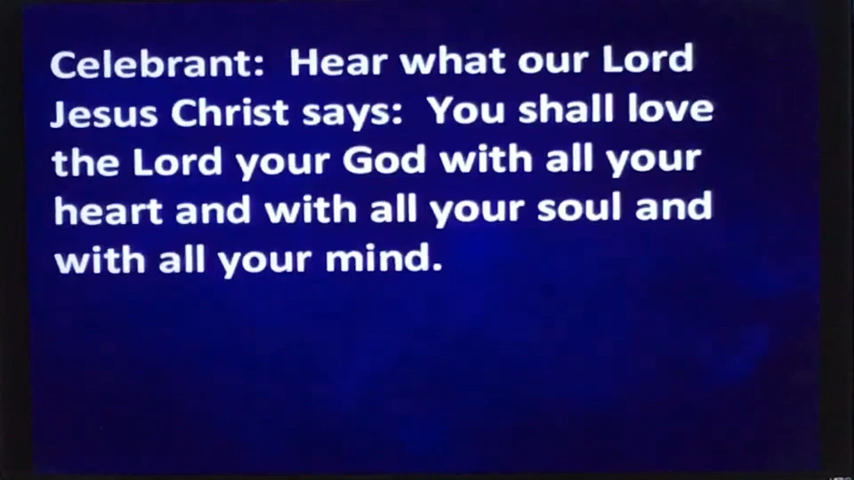 Celebrant:  Hear what our Lord
Jesus Christ says:  You shall love
the Lord your God with all your
heart and with all your soul and
with all your mind.